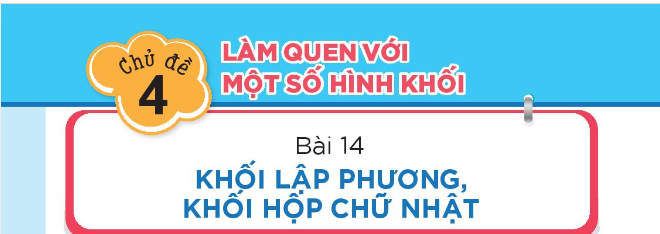 Chủ đề
4
LÀM QUEN VỚI
MỘT SỐ HÌNH KHỐI
Bài 14
KHỐI LẬP PHƯƠNG,
KHỐI HỘP CHỮ NHẬT